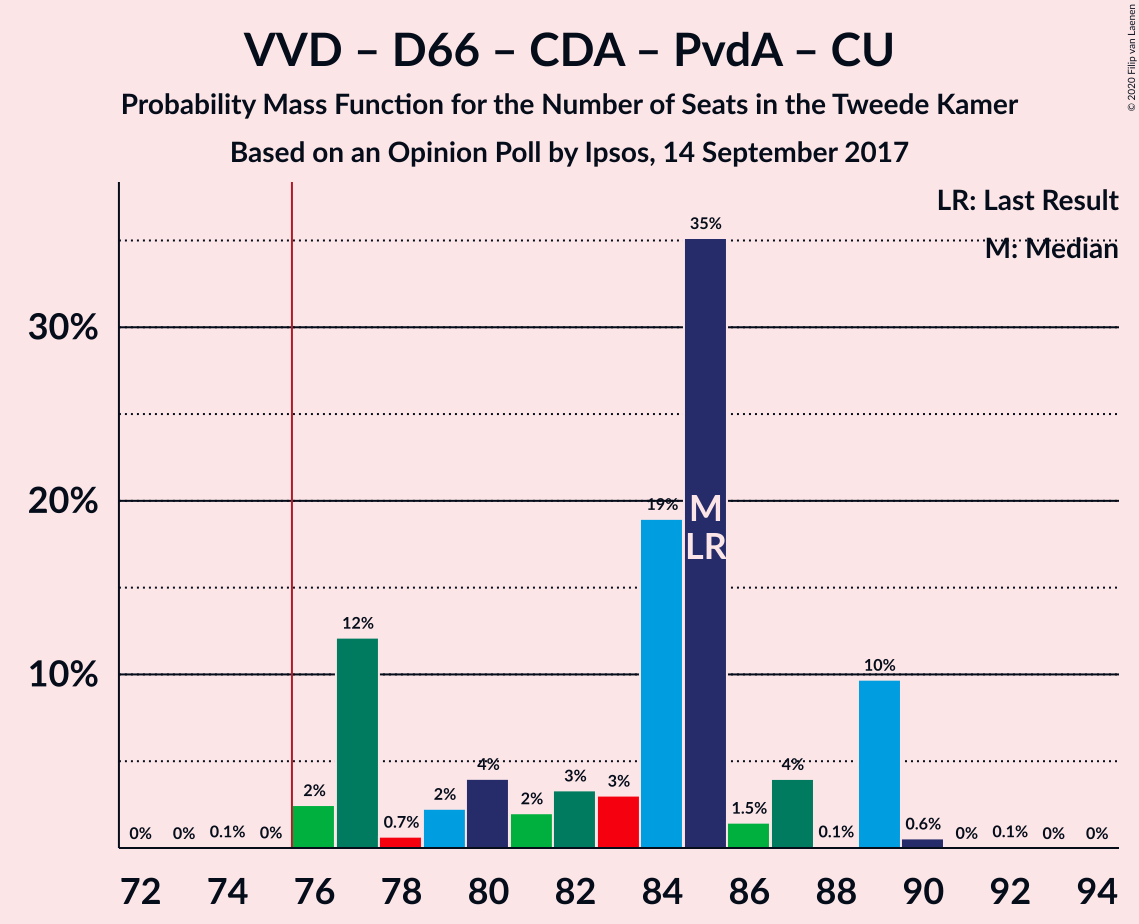 VVD – D66 – CDA – PvdA – CU
Probability Mass Function for the Number of Seats in the Tweede Kamer
Based on an Opinion Poll by Ipsos, 14 September 2017
© 2020 Filip van Laenen
LR: Last Result
M: Median
35%
30%
20%
19%
M
LR
12%
10%
10%
4%
4%
3%
3%
2%
2%
2%
1.5%
0.7%
0.6%
0%
0%
0.1%
0%
0.1%
0%
0.1%
0%
0%
72 74 76 78 80 82 84 86 88 90 92 94